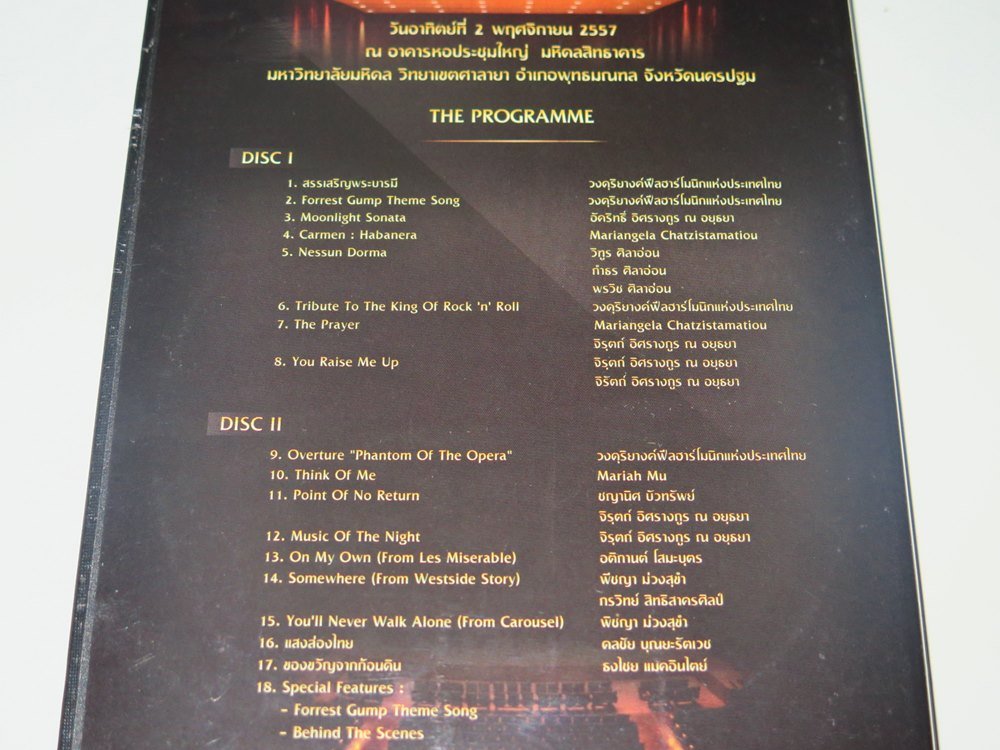 วันอาทิตย์ที่ 2 พฤศจิกายน 2557
ณ อาคารหอประชุมใหญ่ มหิดลสิทธาคาร
มหาวิทยาลัยมหิดล วิทยาเขตศาลายา อำเภอพุทธมณฑล จังหวัดนครปฐม
THE PROGRAMME
DISC I
1. สรรเสริญพระบารมี วงดุริยางค์ฟีลฮาร์โมนิกแห่งประเทศไทย
2. Forrest Gump Theme Song วงดุริยางค์ฟีลฮาร์โมนิกแห่งประเทศไทย
3. Moonlight Sonata อัคริทธิ์ อิศรางกูร ณ อยุธยา
4. Carmen : Habanera Mariangela Chatzistamatiou
5. Nessun Dorma วิฑูร ศิลาอ่อน
กำธร ศิลาอ่อน
พรวิช ศิลาอ่อน
6. Tribute To The King Of Rock 'n' Roll วงดุริยางค์ฟีลฮาร์โมนิกแห่งประเทศไทย
7. The Prayer Mariangela Chatzistamatiou
จิรุตถ์ อิศรางกูร ณ อยุธยา
8. You Raise Me Up จิรุตถ์ อิศรางกูร ณ อยุธยา
จิรัตถ์ อิศรางกูร ณ อยุธยา
DISC II
9. Overture "Phantom Of The Opera" วงดุริยางค์ฟีลฮาร์โมนิกแห่งประเทศไทย
10. Think Of Me Mariah Mu
11. Point Of No Return ชญานิศ บัวทรัพย์
จิรุตถ์ อิศรางกูร ณ อยุธยา
12. Music Of The Night จิรุตถ์ อิศรางกูร ณ อยุธยา
13. On My Own (From Les Miserable) อติกานต์ โสมะบุตร
14. Somewhere (From Westside Story) พิชญา ม่วงสุขำ
กรวิทย์ สิทธิสาครศิลป์
15. You'll Never Walk Alone (From Carousel) พิชญา ม่วงสุขำ
16. แสงส่องไทย ดลชัย บุณยะรัตเวช
17. ของขวัญจากก้อนดิน ธงไชย แมคอินไตย์
18. Special Features :
- Forrest Gump Theme Song
- Behind The Scenes